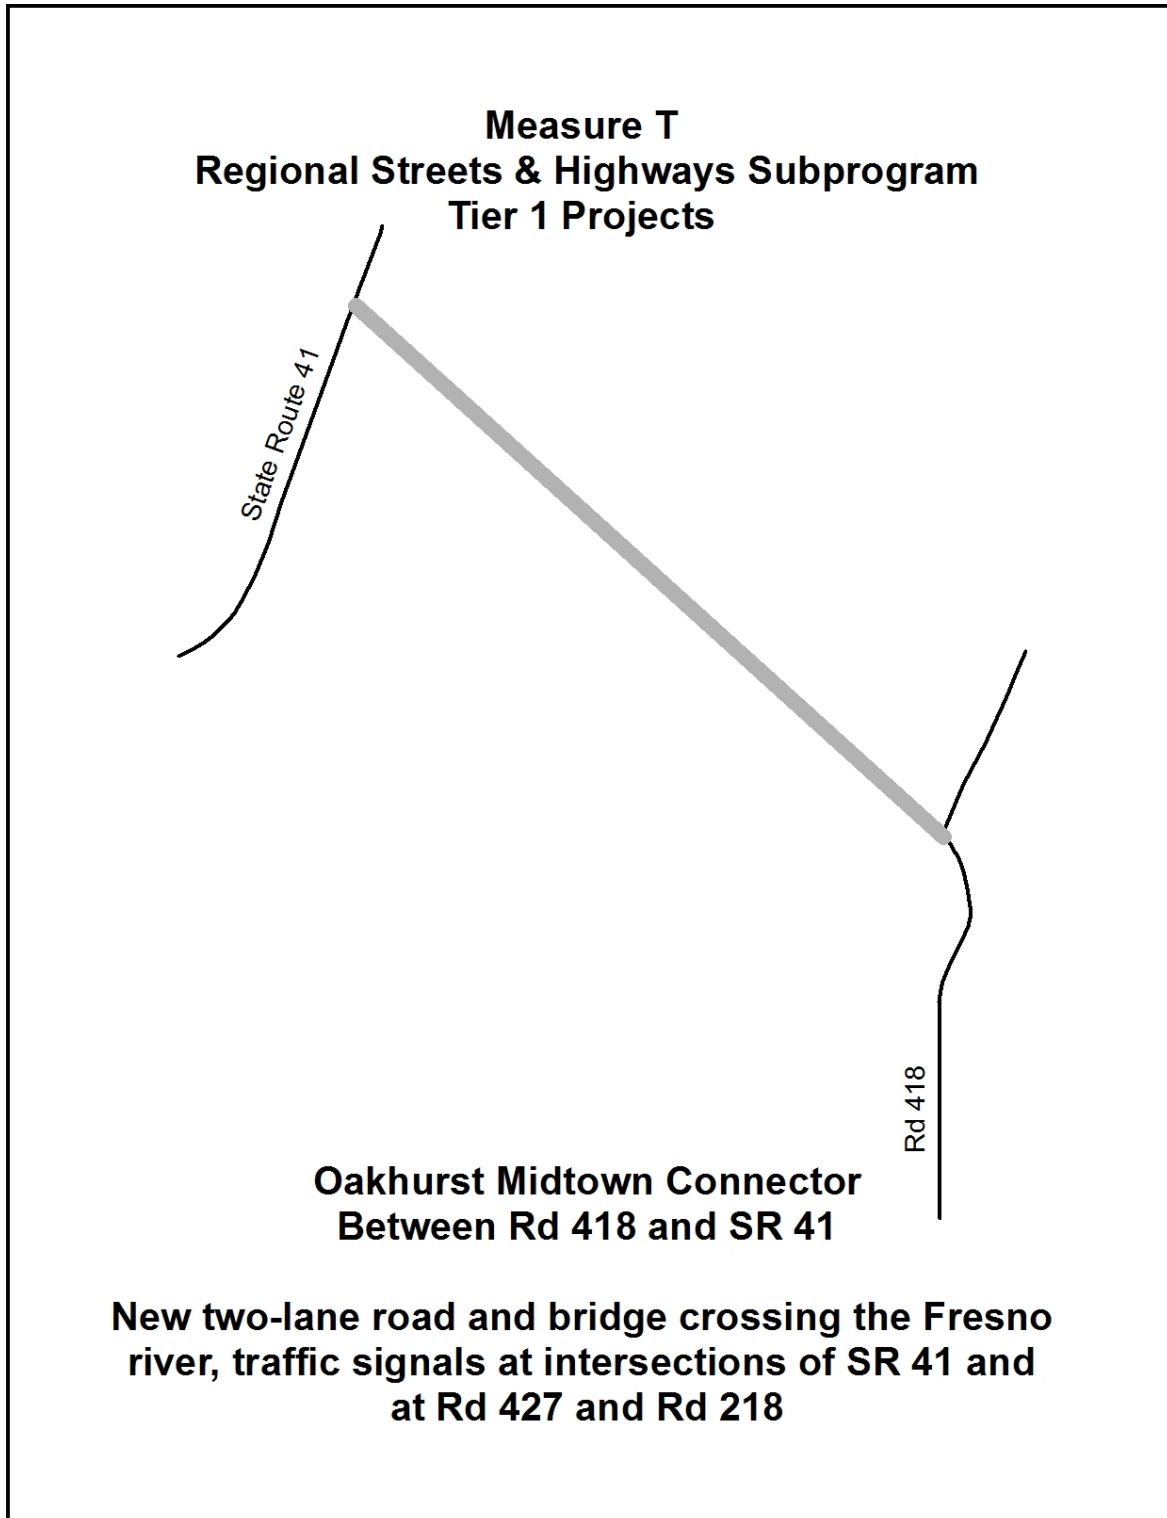 Measure T
Regional Streets & Highways Subprogram
Tier 1 Projects
State Route 41
Rd 418
Oakhurst Midtown Connector
Between Rd 418 and SR 41
New two-lane road and bridge crossing the Fresno
river, traffic signals at intersections of SR 41 and
at Rd 427 and Rd 218